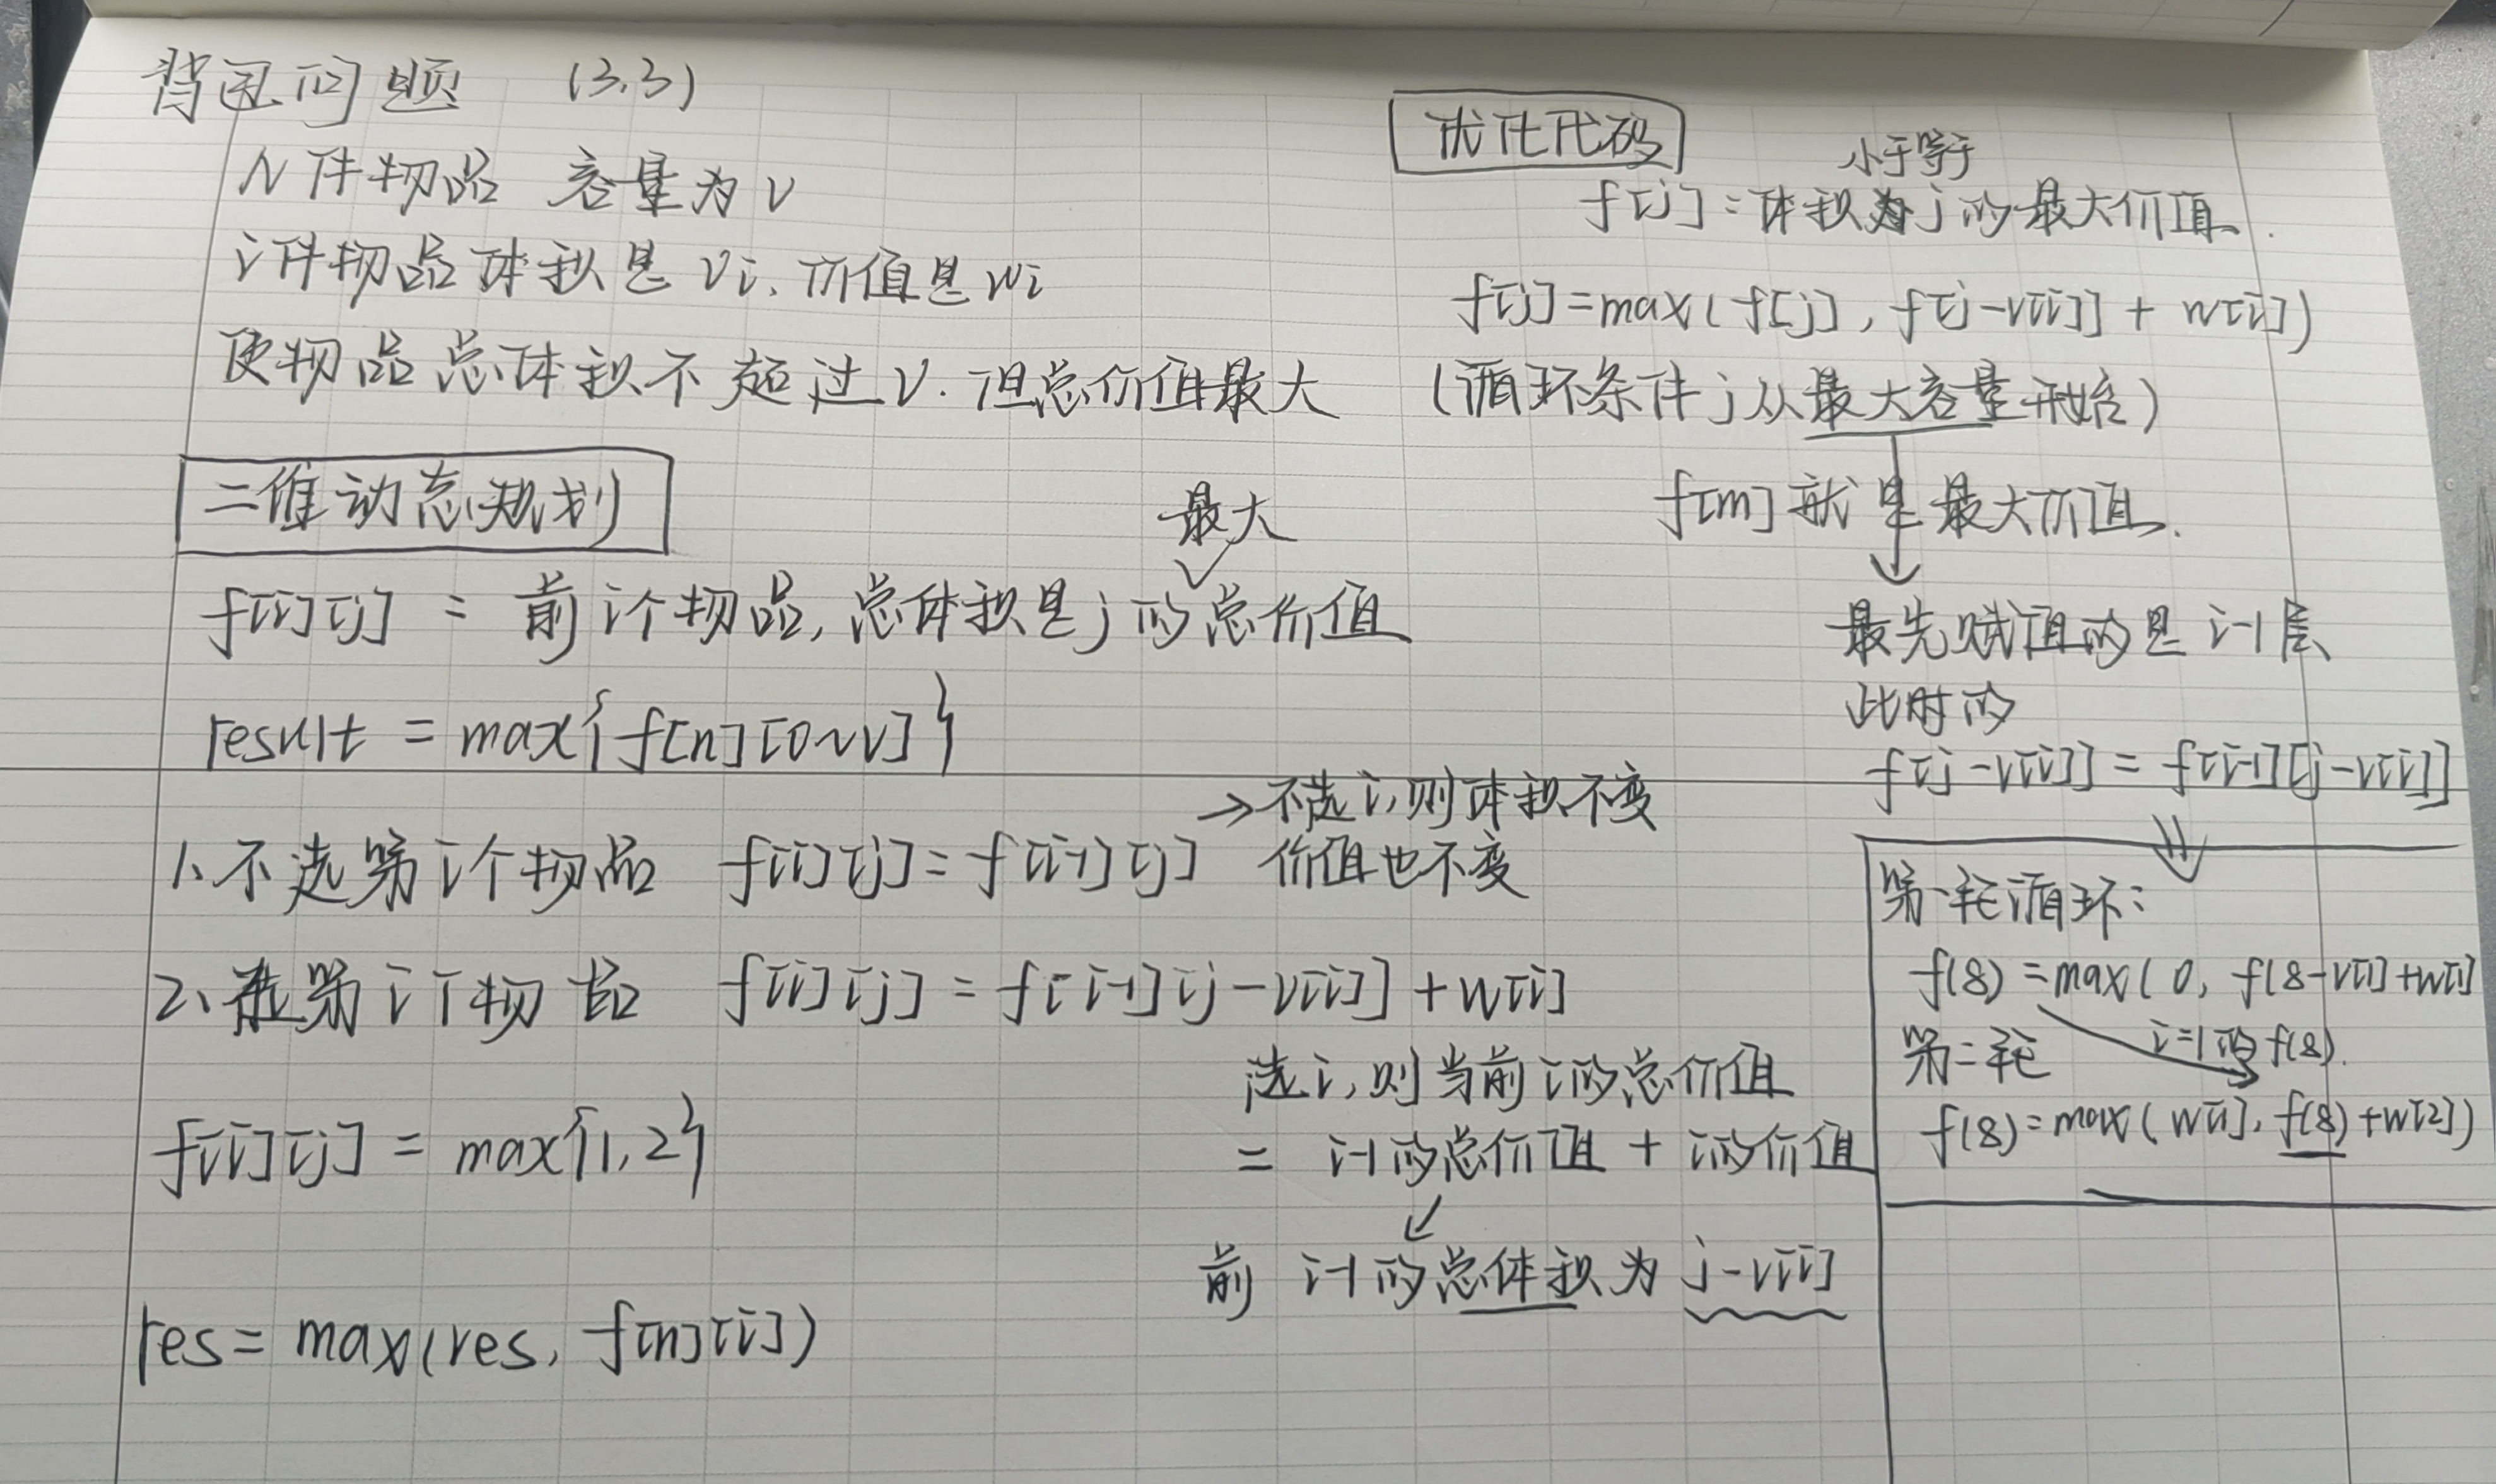 背包问题 (3.3)
N件物品 容量为V
i件物品体积是Vi, 价值是Wi
使物品总体积不超过V. 但总价值最大
二维动态规划
最大
f[i][j] = 前i个物品, 总体积是j的总价值
result = max{f[n][0~V]}
1、不选第i个物品 f[i][j] = f[i-1][j]
→不选i, 则体积不变
价值也不变
2、选第i个物品 f[i][j] = f[i-1][j-v[i]] + w[i]
选i, 则当前i的总价值
= i-1的总价值 + i的价值
前 i-1的总体积为 j-v[i]
f[i][j] = max{1,2}
res = max(res, f[n][i])
优化代码
小于等于
f[j] = 体积为j的最大价值.
f[j] = max(f[j], f[j-v[i]] + w[i])
(循环条件j从最大容量开始)
f[m]就是最大价值.
最先赋值的是 i-1层
此时的
f[j-v[i]] = f[i-1][j-v[i]]
第一轮循环:
f(8) = max(0, f(8-v[1]+w[1]
i=1的f(8).
第二轮
f(8) = max(w[1], f(8)+w[2])